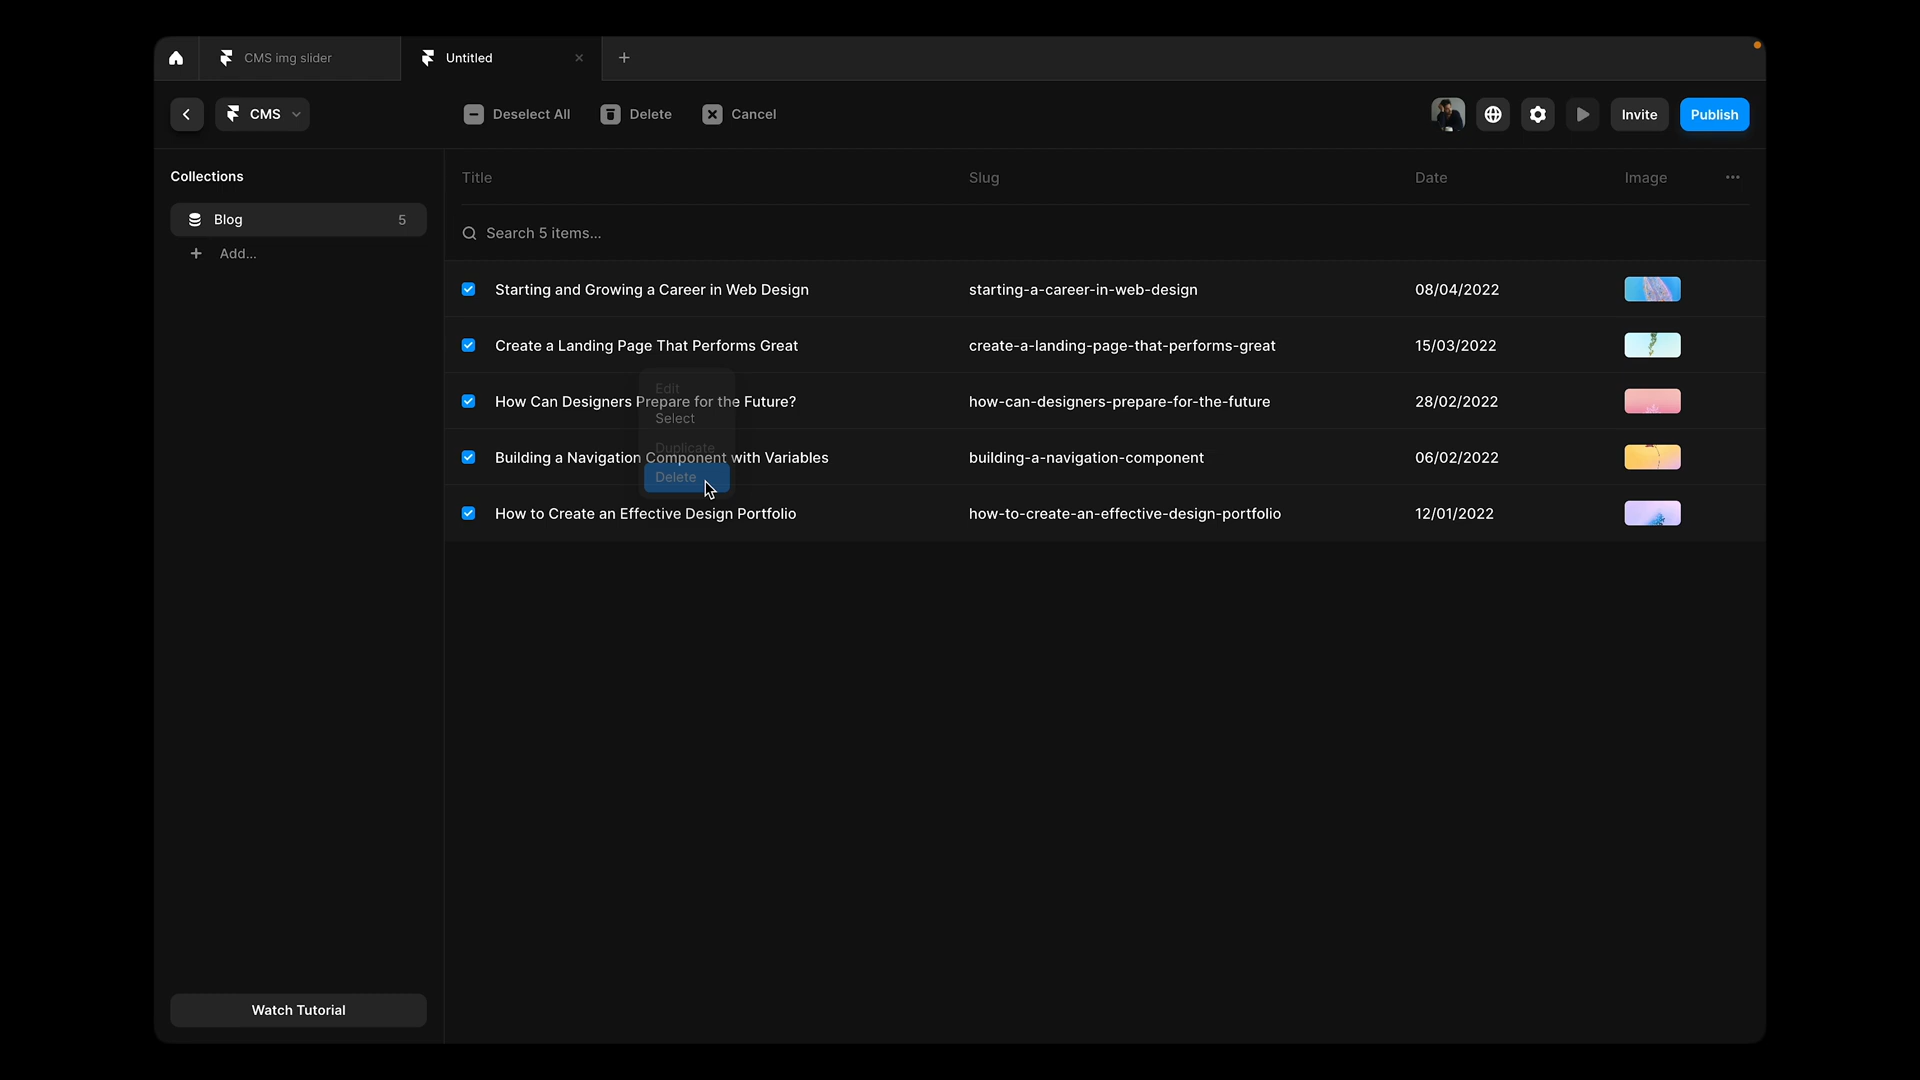 CMS img slider
Untitled
CMS
Deselect All
Delete
Cancel
Invite
Publish
Collections
Blog 5
Add...
Title Slug Date Image
Search 5 items...
Starting and Growing a Career in Web Design starting-a-career-in-web-design 08/04/2022
Create a Landing Page That Performs Great create-a-landing-page-that-performs-great 15/03/2022
Edit
How Can Designers Prepare for the Future? how-can-designers-prepare-for-the-future 28/02/2022
Select
Duplicate
Building a Navigation Component with Variables building-a-navigation-component 06/02/2022
Delete
How to Create an Effective Design Portfolio how-to-create-an-effective-design-portfolio 12/01/2022
Watch Tutorial